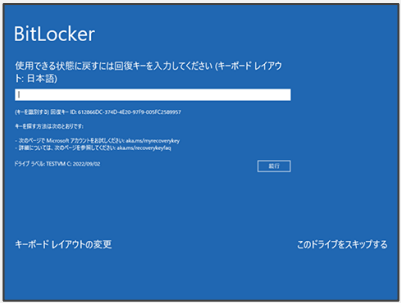 BitLocker
使用できる状態に戻すには回復キーを入力してください (キーボード レイアウ
ト: 日本語)
(キーを識別する) 回復キー ID: 612866DC-374D-4E20-97F9-005FC2589957
キーを探す方法は次のとおりです:
- 次のページで Microsoft アカウントをお試しください: aka.ms/myrecoverykey
- 詳細については、次のページを参照してください: aka.ms/recoverykeyfaq
ドライブ ラベル: TESTVM C: 2022/09/02
続行
キーボード レイアウトの変更
このドライブをスキップする